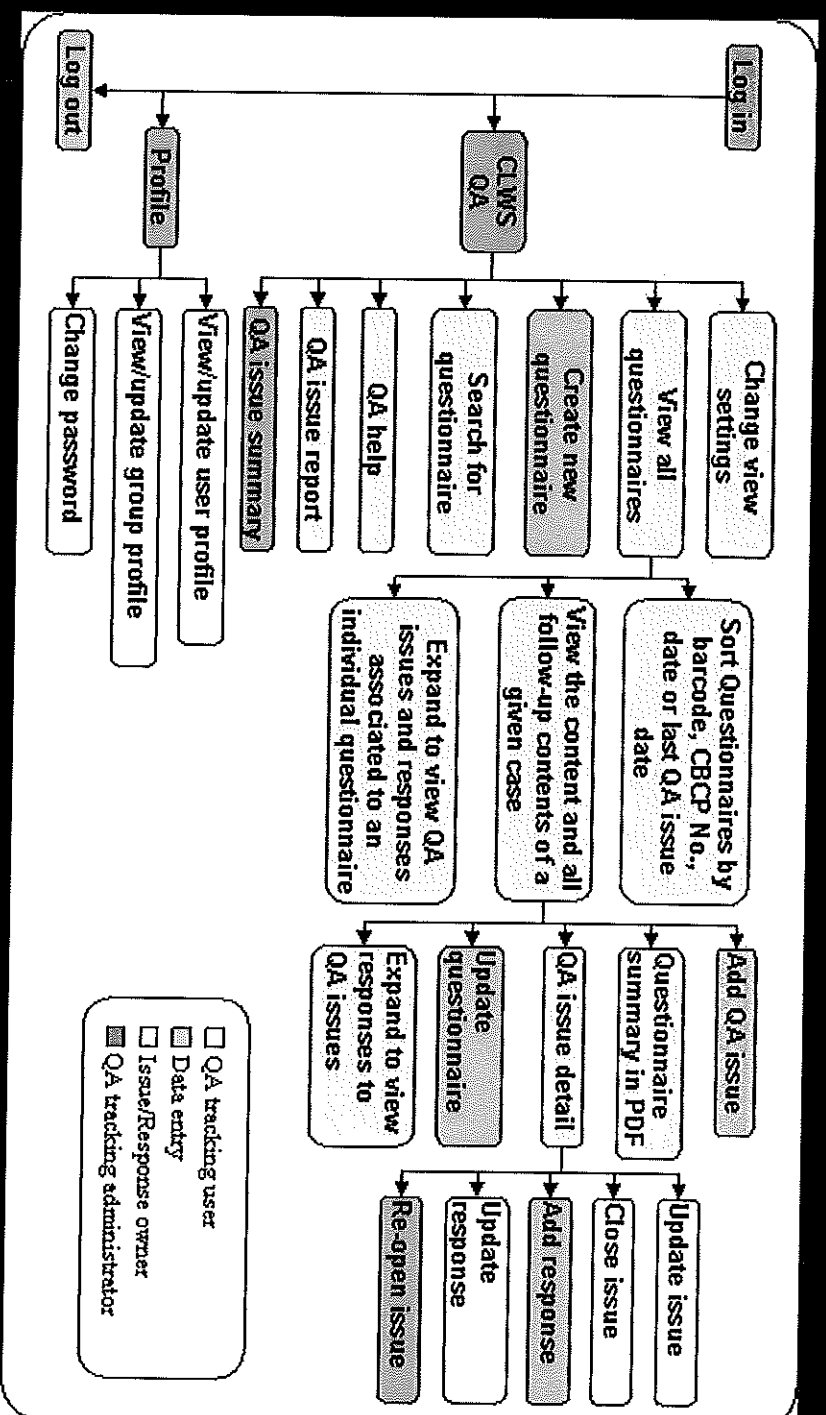 Log in
CLWS
QA
Profile
Log out
Change view
settings
View all
questionnaires
Create new
questionnaire
Search for
questionnaire
QA help
QA issue report
QA issue summary
View/update user profile
View/update group profile
Change password
Sort Questionnaires by
barcode, CBCP No.,
date or last QA issue
date
View the content and all
follow-up contents of a
given case
Expand to view QA
issues and responses
associated to an
individual questionnaire
Add QA issue
Questionnaire
summary in PDF
QA issue detail
Update
questionnaire
Expand to view
responses to
QA issues
Update issue
Close issue
Add response
Update
response
Re-open issue
QA tracking user
Data entry
Issue/Response owner
QA tracking administrator